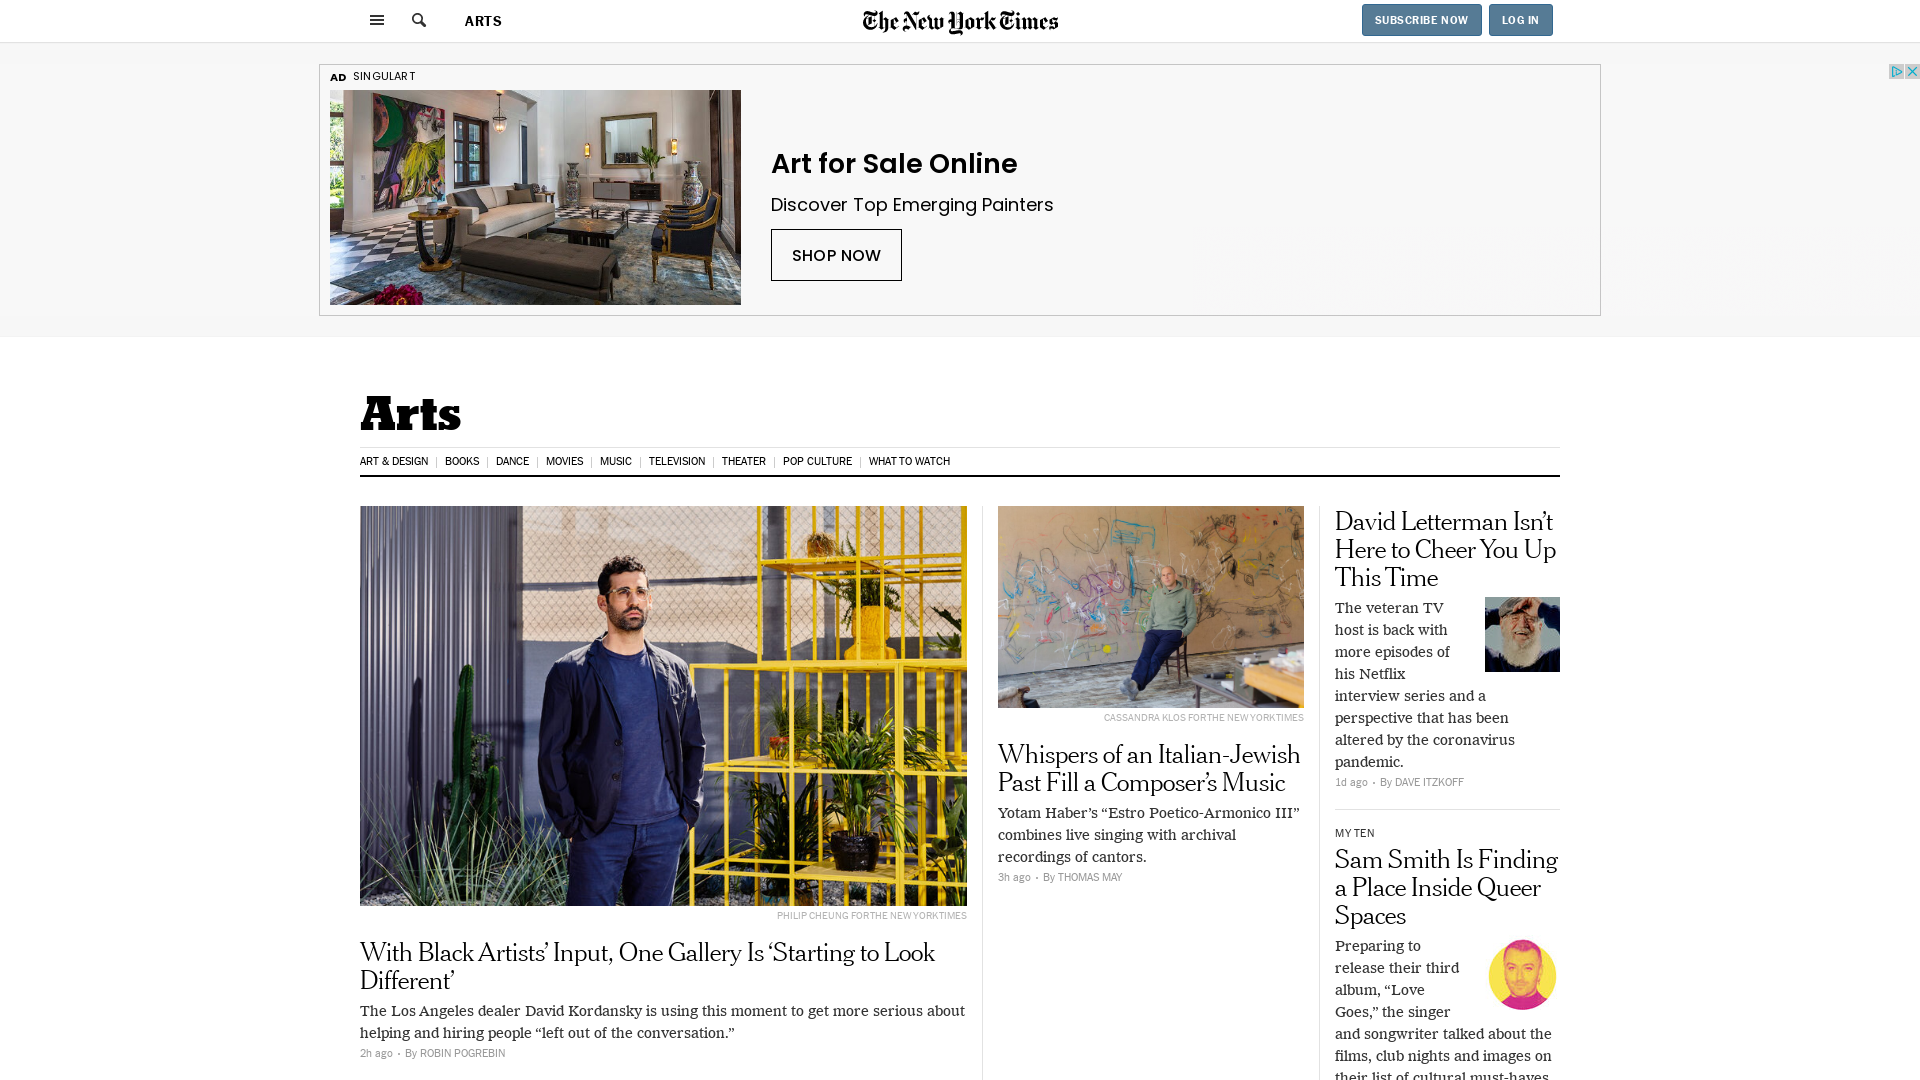 ARTS
The New York Times
SUBSCRIBE NOW
LOG IN
AD SINGULART
Art for Sale Online
Discover Top Emerging Painters
SHOP NOW
Arts
ART & DESIGN
BOOKS
DANCE
MOVIES
MUSIC
TELEVISION
THEATER
POP CULTURE
WHAT TO WATCH
PHILIP CHEUNG FOR THE NEW YORK TIMES
With Black Artists’ Input, One Gallery Is ‘Starting to Look
Different’
The Los Angeles dealer David Kordansky is using this moment to get more serious about
helping and hiring people “left out of the conversation.”
2h ago · By ROBIN POGREBIN
CASSANDRA KLOS FOR THE NEW YORK TIMES
Whispers of an Italian-Jewish
Past Fill a Composer’s Music
Yotam Haber’s “Estro Poetico-Armonico III”
combines live singing with archival
recordings of cantors.
3h ago · By THOMAS MAY
David Letterman Isn’t
Here to Cheer You Up
This Time
The veteran TV
host is back with
more episodes of
his Netflix
interview series and a
perspective that has been
altered by the coronavirus
pandemic.
1d ago · By DAVE ITZKOFF
MY TEN
Sam Smith Is Finding
a Place Inside Queer
Spaces
Preparing to
release their third
album, “Love
Goes,” the singer
and songwriter talked about the
films, club nights and images on
their list of cultural must-haves